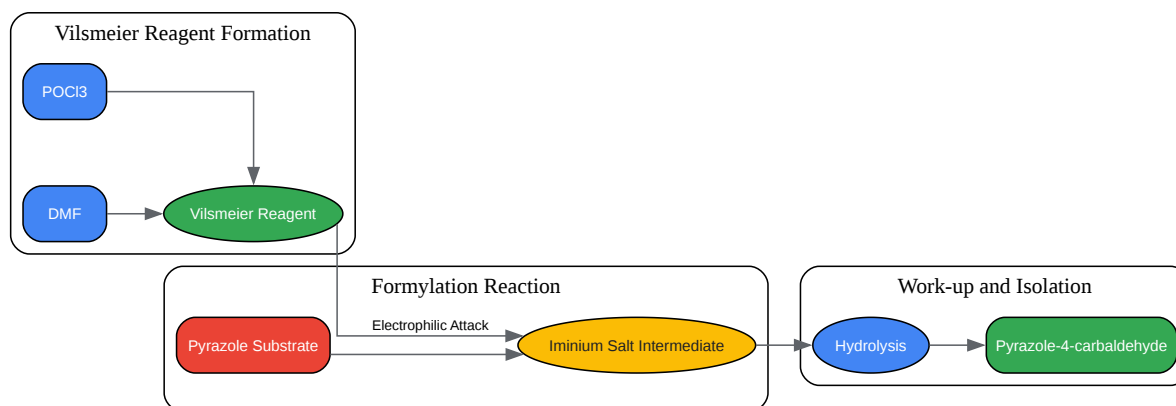 Vilsmeier Reagent Formation
POCl3
DMF
Vilsmeier Reagent
Formylation Reaction
Electrophilic Attack
Pyrazole Substrate
Iminium Salt Intermediate
Work-up and Isolation
Hydrolysis
Pyrazole-4-carbaldehyde